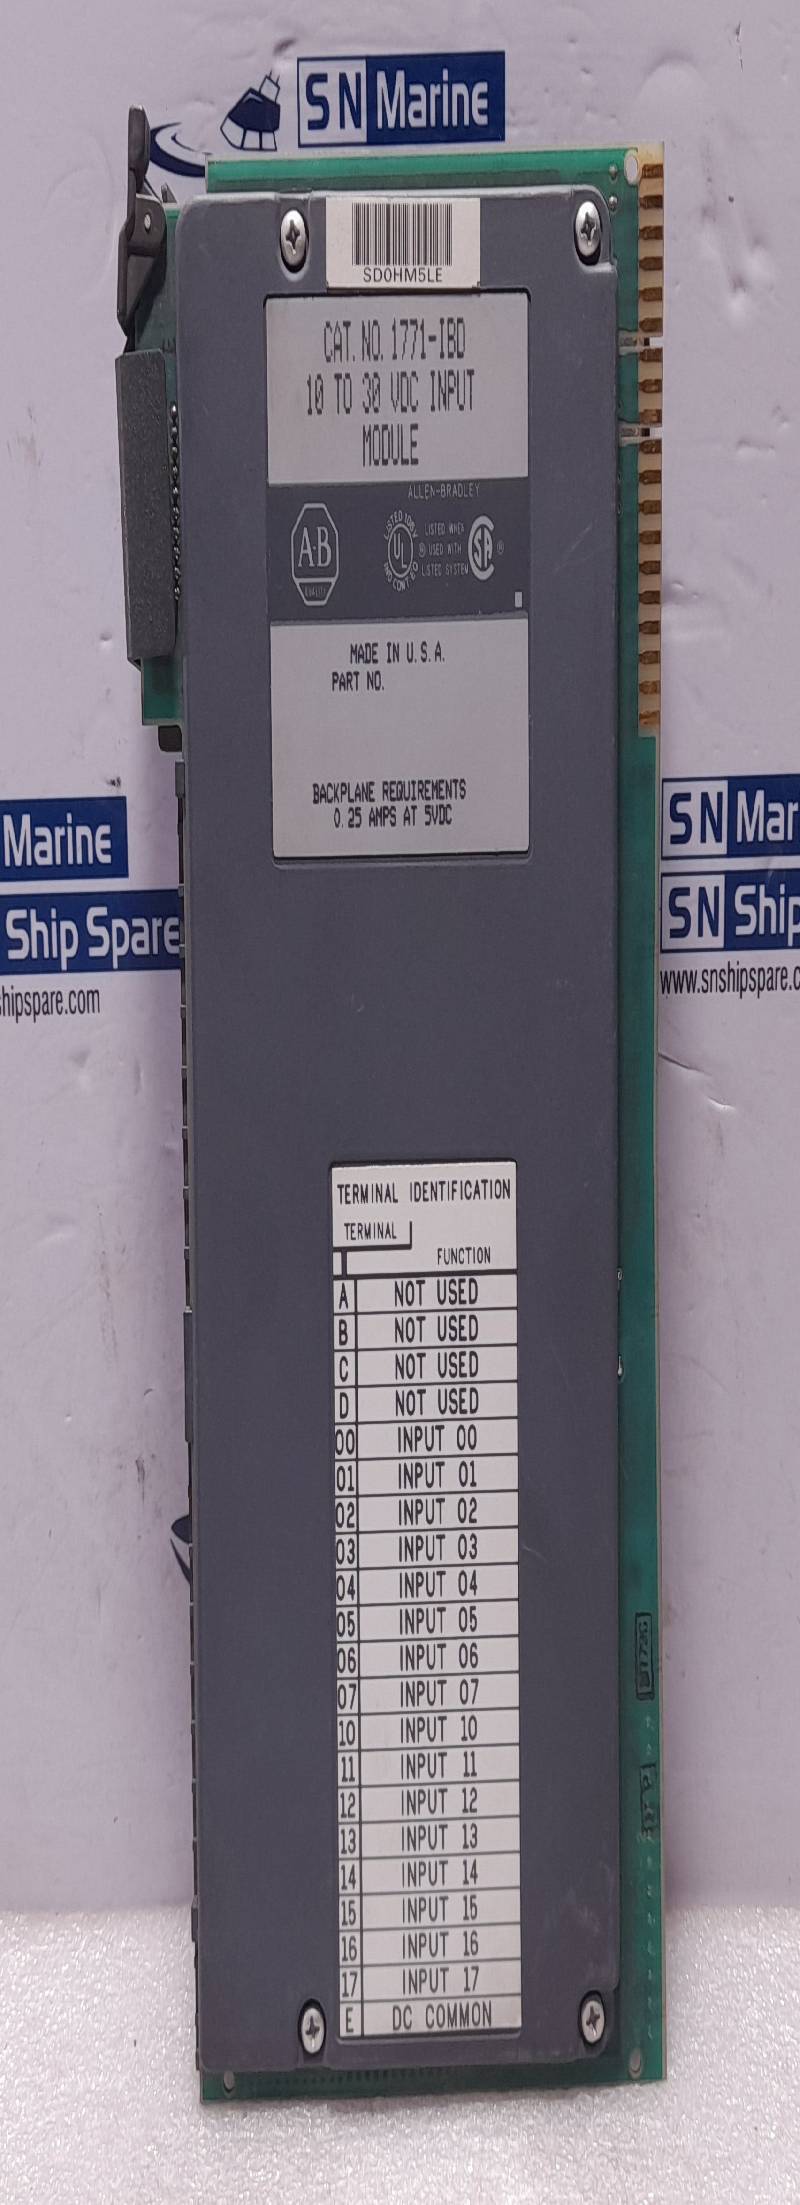 SN Marine
SD0HM5LE
CAT. NO. 1771-IBD
10 TO 30 VDC INPUT
MODULE
ALLEN-BRADLEY
A-B
QUALITY
LISTED
UL
LISTED WHEN
® USED WITH
LISTED SYSTEM
SA ®
MADE IN U.S.A.
PART NO.
BACKPLANE REQUIREMENTS
0.25 AMPS AT 5VDC
Marine
Ship Spare
shipspare.com
SN Mar
SN Ship
www.snshipspare.c
TERMINAL IDENTIFICATION
TERMINAL
FUNCTION
A NOT USED
B NOT USED
C NOT USED
D NOT USED
00 INPUT 00
01 INPUT 01
02 INPUT 02
03 INPUT 03
04 INPUT 04
05 INPUT 05
06 INPUT 06
07 INPUT 07
10 INPUT 10
11 INPUT 11
12 INPUT 12
13 INPUT 13
14 INPUT 14
15 INPUT 15
16 INPUT 16
17 INPUT 17
E DC COMMON